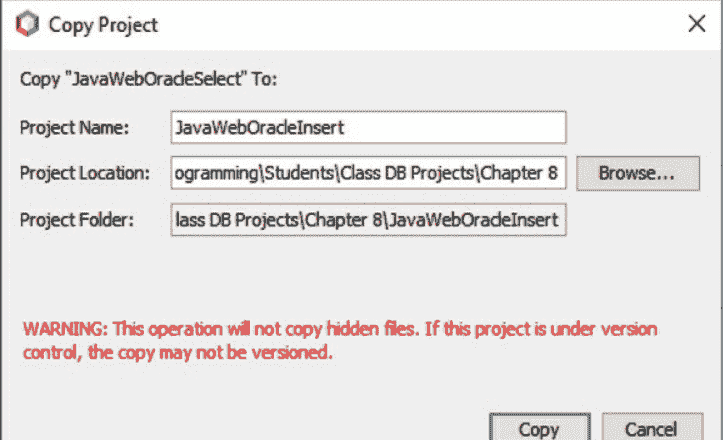 Copy Project
Copy "JavaWebOracleSelect" To:
Project Name: JavaWebOracleInsert
Project Location: ogramming\Students\Class DB Projects\Chapter 8 Browse...
Project Folder: lass DB Projects\Chapter 8\JavaWebOracleInsert
WARNING: This operation will not copy hidden files. If this project is under version
control, the copy may not be versioned.
Copy Cancel